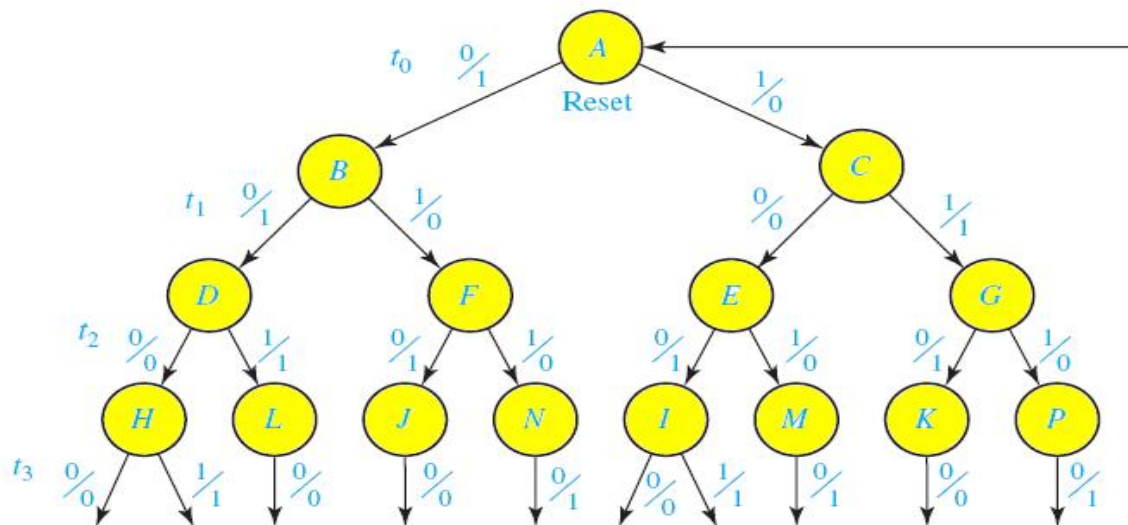 A
t0 0/1 1/0
Reset
B C
t1 0/1 1/0 0/0 1/1
D F E G
t2 0/0 1/1 0/1 1/0 0/1 1/0 0/1 1/0
H L J N I M K P
t3 0/0 1/1 0/0 0/0 0/1 0/0 1/1 0/1 0/0 0/1